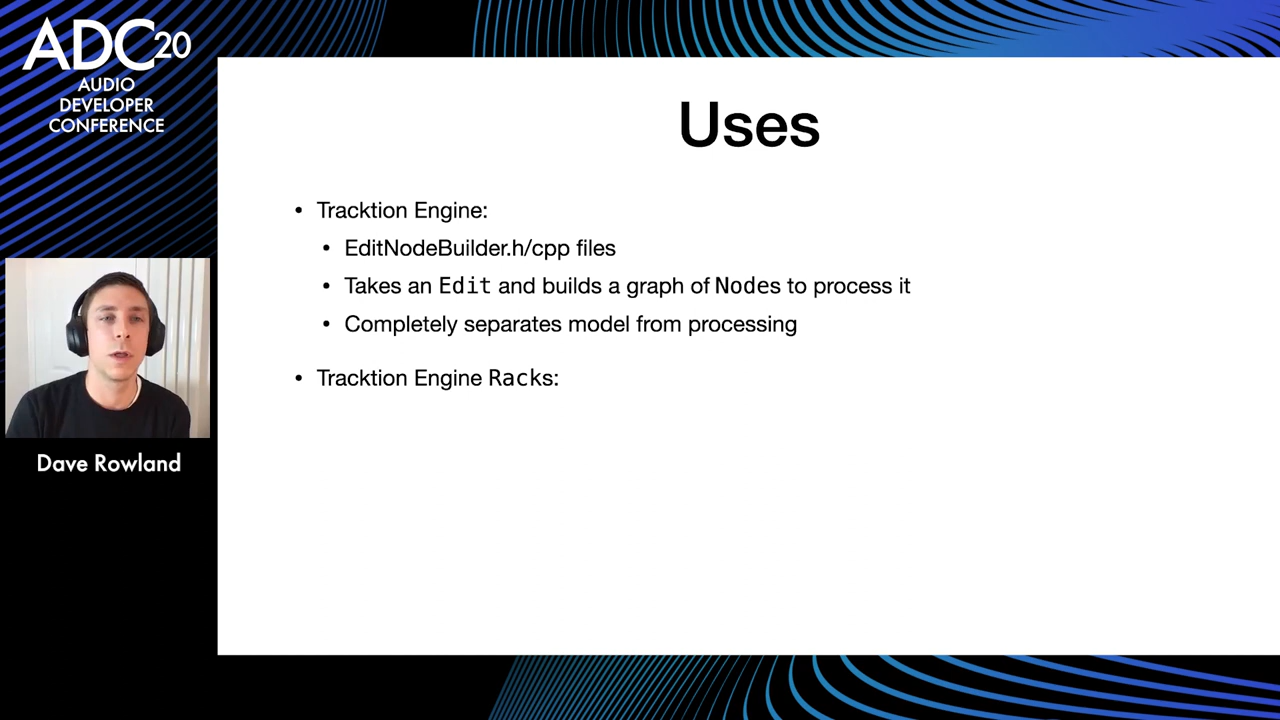 ADC20
AUDIO
DEVELOPER
CONFERENCE
Uses
• Tracktion Engine:
• EditNodeBuilder.h/cpp files
• Takes an Edit and builds a graph of Nodes to process it
• Completely separates model from processing
• Tracktion Engine Racks:
Dave Rowland